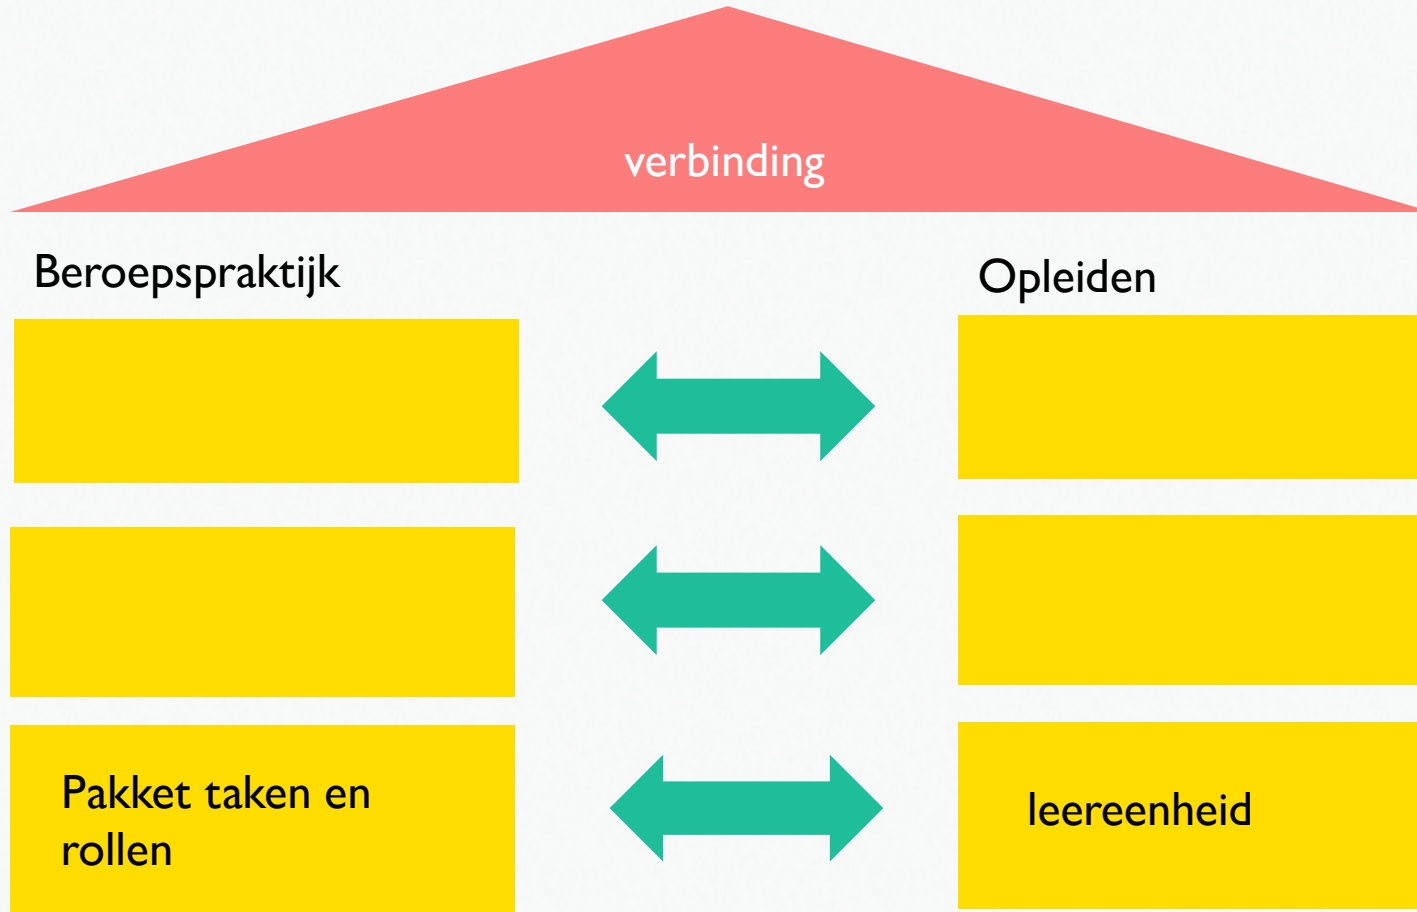 verbinding
Beroepspraktijk
Opleiden
Pakket taken en
rollen
leereenheid